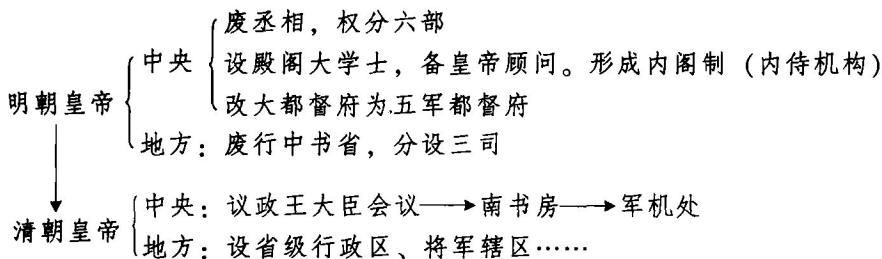 废丞相，权分六部
中央
设殿阁大学士，备皇帝顾问。形成内阁制（内侍机构）
明朝皇帝
改大都督府为五军都督府
地方：废行中书省，分设三司
中央：议政王大臣会议→南书房→军机处
清朝皇帝
地方：设省级行政区、将军辖区……